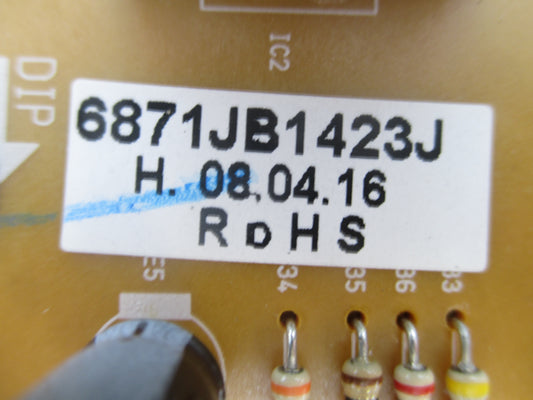 IC2
DIP
6871JB1423J
H. 08.04.16
RoHS